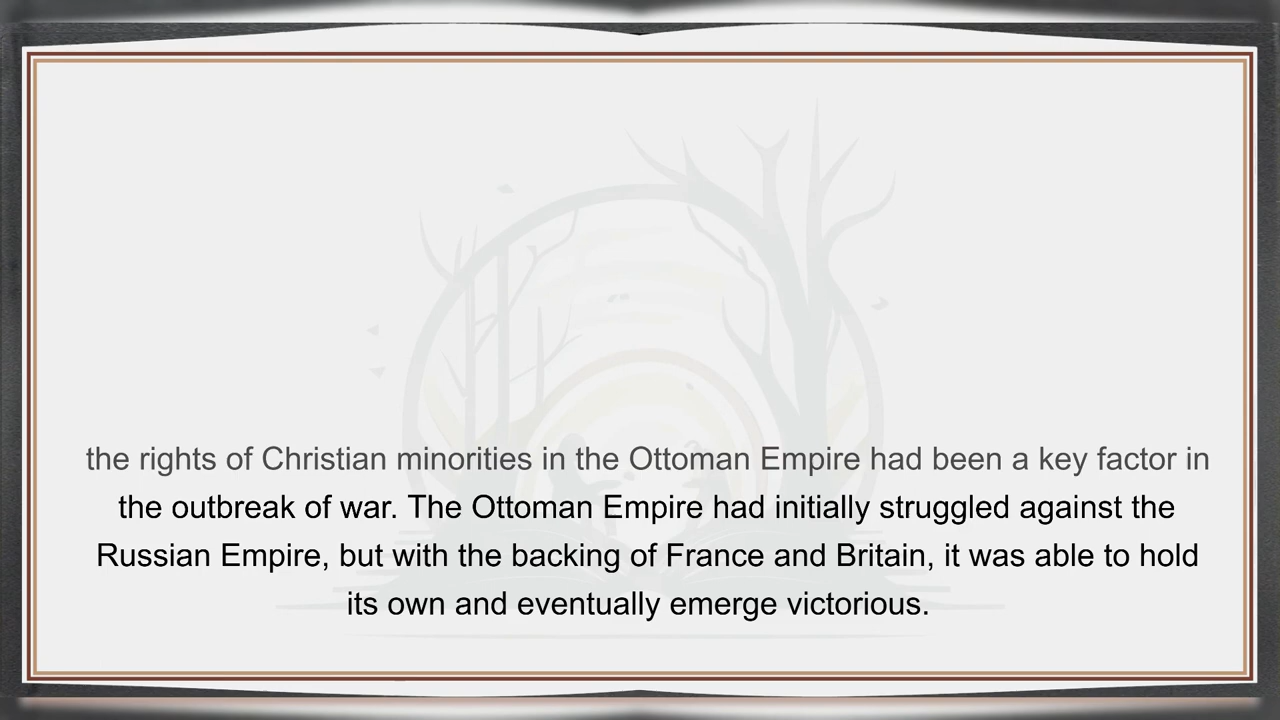 the rights of Christian minorities in the Ottoman Empire had been a key factor in
the outbreak of war. The Ottoman Empire had initially struggled against the
Russian Empire, but with the backing of France and Britain, it was able to hold
its own and eventually emerge victorious.